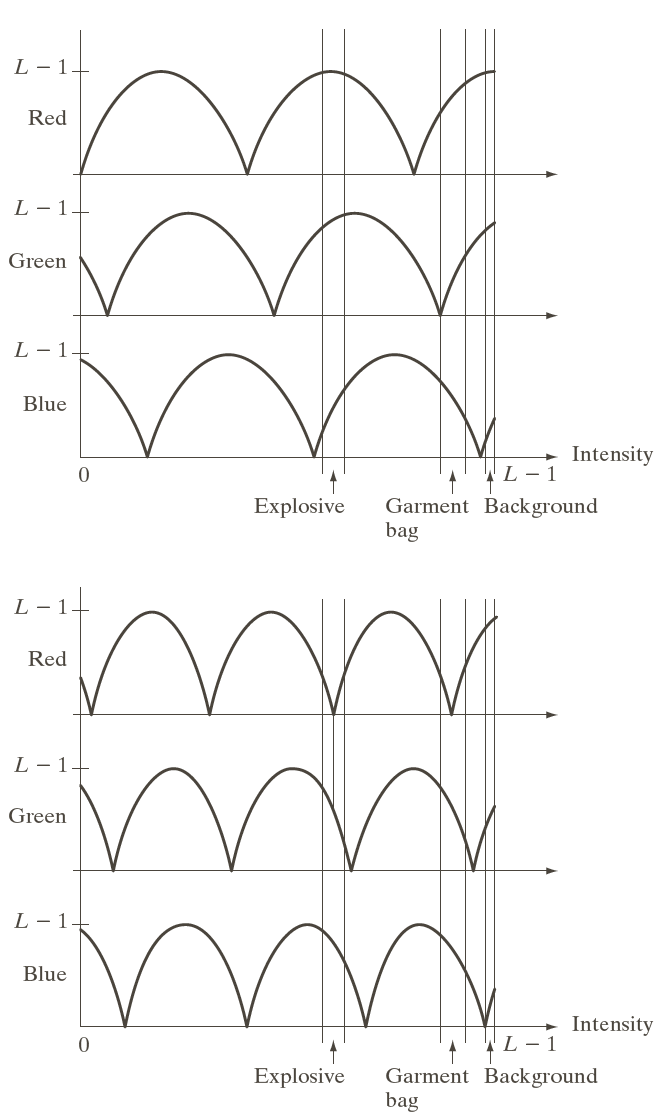 L − 1
Red
L − 1
Green
L − 1
Blue
Intensity
0
L − 1
Explosive
Garment
bag
Background
L − 1
Red
L − 1
Green
L − 1
Blue
Intensity
0
L − 1
Explosive
Garment
bag
Background